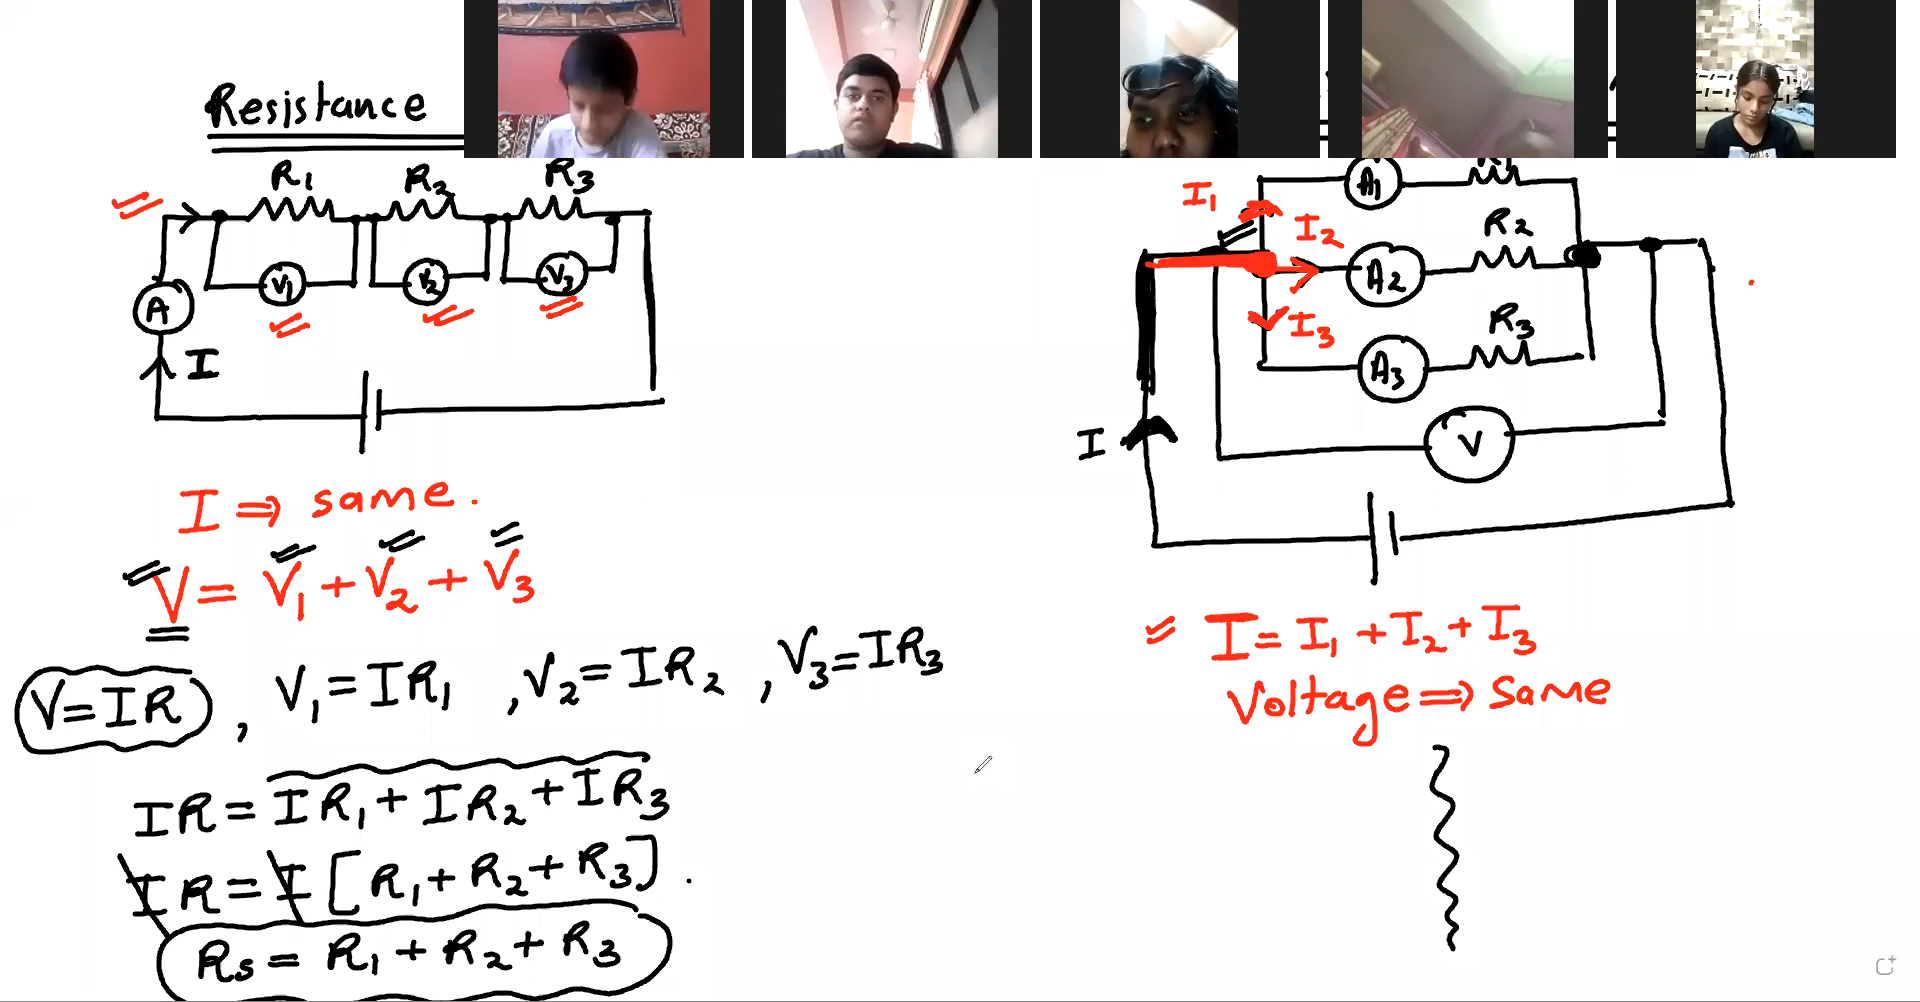 Resistance
R1 R2 R3
V1 V2 V3
A
I
I ⇒ same.
V = V1 + V2 + V3
V=IR , V1 = IR1 , V2 = IR2 , V3 = IR3
IR = IR1 + IR2 + IR3
IR = I [R1 + R2 + R3] .
Rs = R1 + R2 + R3
I1 A1 R1
I2 A2 R2
I3 A3 R3
I V
I = I1 + I2 + I3
Voltage ⇒ same